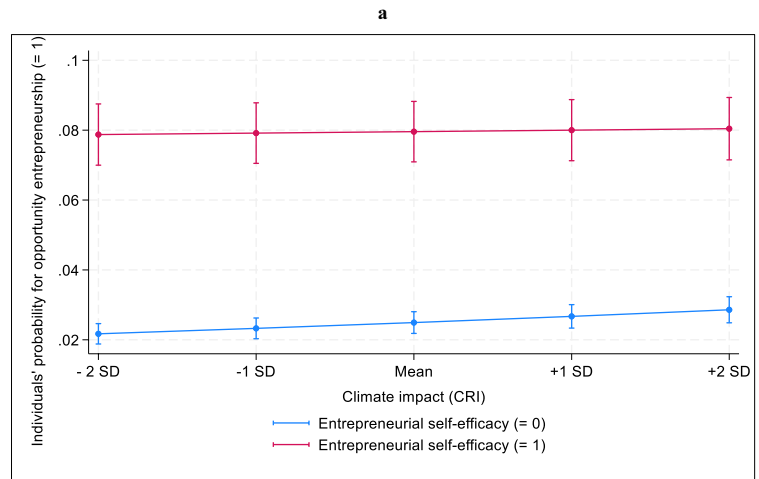 a
Individuals' probability for opportunity entrepreneurship (= 1)
.1
.08
.06
.04
.02
- 2 SD -1 SD Mean +1 SD +2 SD
Climate impact (CRI)
Entrepreneurial self-efficacy (= 0)
Entrepreneurial self-efficacy (= 1)